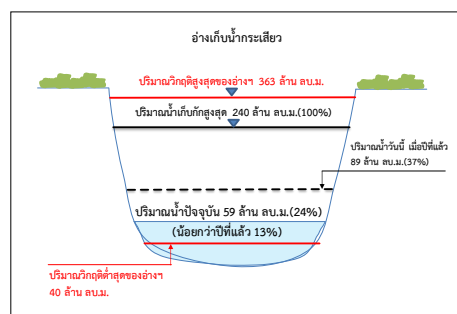 อ่างเก็บน้ำกระเสียว
ปริมาณวิกฤติสูงสุดของอ่างฯ 363 ล้าน ลบ.ม.
ปริมาณน้ำเก็บกักสูงสุด 240 ล้าน ลบ.ม.(100%)
ปริมาณน้ำวันนี้ เมื่อปีที่แล้ว
89 ล้าน ลบ.ม.(37%)
ปริมาณน้ำปัจจุบัน 59 ล้าน ลบ.ม.(24%)
(น้อยกว่าปีที่แล้ว 13%)
ปริมาณวิกฤติต่ำสุดของอ่างฯ
40 ล้าน ลบ.ม.